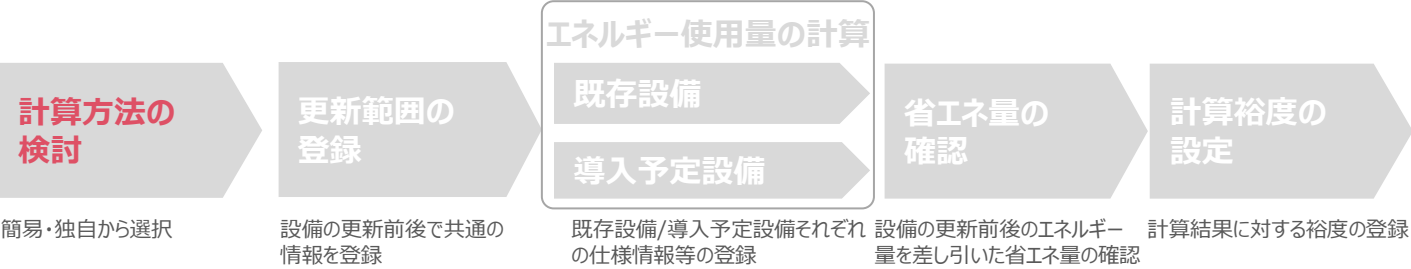 計算方法の
検討
簡易・独自から選択
更新範囲の
登録
設備の更新前後で共通の
情報を登録
エネルギー使用量の計算
既存設備
導入予定設備
既存設備/導入予定設備それぞれ
の仕様情報等の登録
省エネ量の
確認
設備の更新前後のエネルギー
量を差し引いた省エネ量の確認
計算裕度の
設定
計算結果に対する裕度の登録